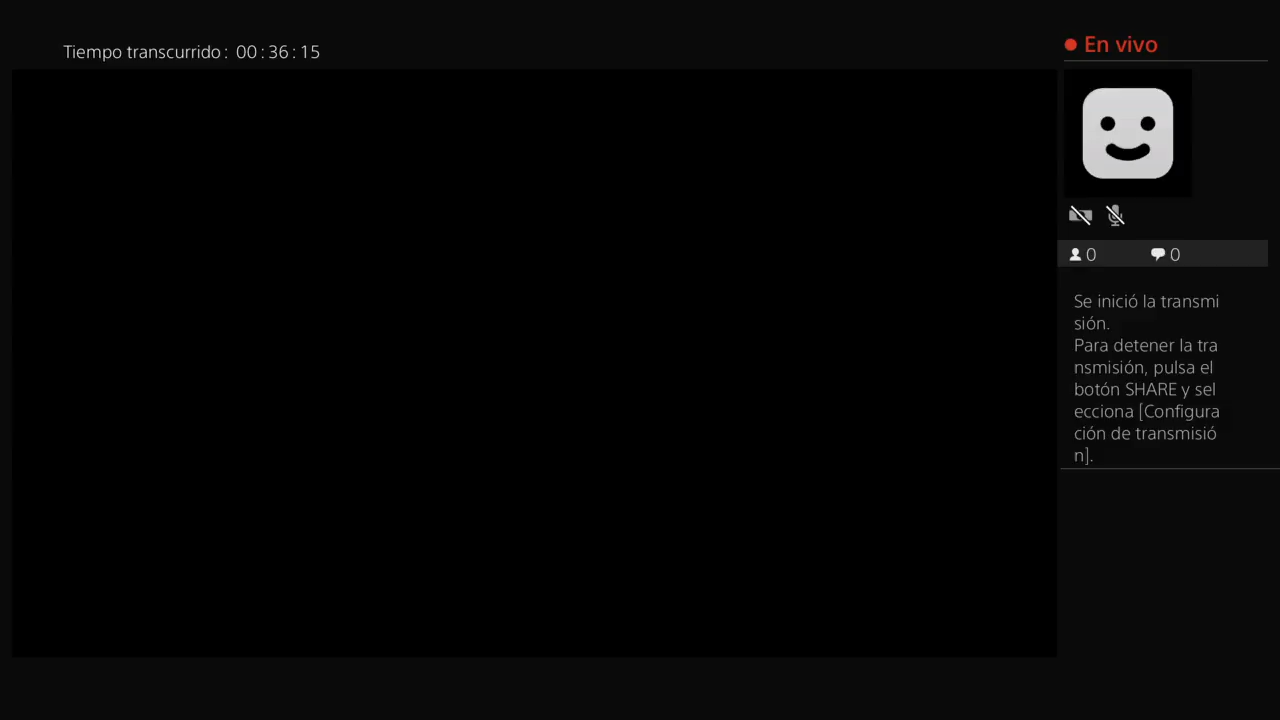 Tiempo transcurrido : 00 : 36 : 15
En vivo
0 0
Se inició la transmi
sión.
Para detener la tra
nsmisión, pulsa el
botón SHARE y sel
ecciona [Configura
ción de transmisió
n].